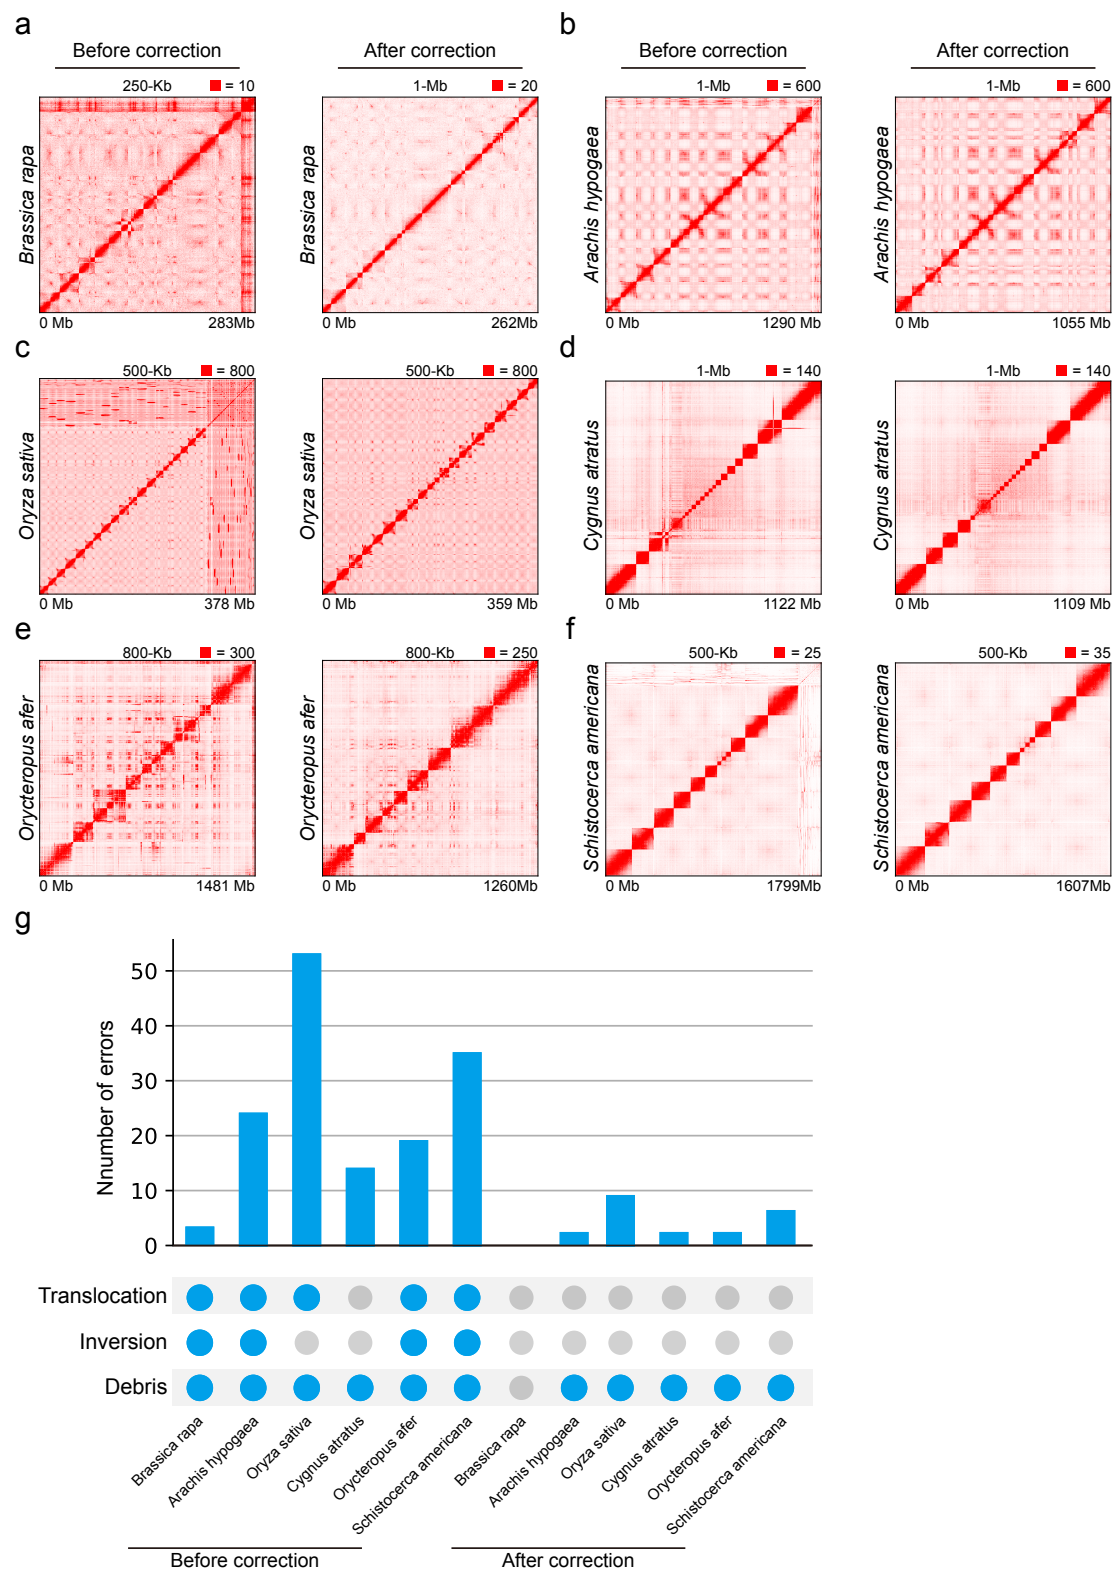 a
Before correction
After correction
250-Kb = 10
1-Mb = 20
Brassica rapa
Brassica rapa
0 Mb 283Mb
0 Mb 262Mb
b
Before correction
After correction
1-Mb = 600
1-Mb = 600
Arachis hypogaea
Arachis hypogaea
0 Mb 1290 Mb
0 Mb 1055 Mb
c
500-Kb = 800
500-Kb = 800
Oryza sativa
Oryza sativa
0 Mb 378 Mb
0 Mb 359 Mb
d
1-Mb = 140
1-Mb = 140
Cygnus atratus
Cygnus atratus
0 Mb 1122 Mb
0 Mb 1109 Mb
e
800-Kb = 300
800-Kb = 250
Orycteropus afer
Orycteropus afer
0 Mb 1481 Mb
0 Mb 1260Mb
f
500-Kb = 25
500-Kb = 35
Schistocerca americana
Schistocerca americana
0 Mb 1799Mb
0 Mb 1607Mb
g
Nnumber of errors
50
40
30
20
10
0
Translocation
Inversion
Debris
Brassica rapa
Arachis hypogaea
Oryza sativa
Cygnus atratus
Orycteropus afer
Schistocerca americana
Brassica rapa
Arachis hypogaea
Oryza sativa
Cygnus atratus
Orycteropus afer
Schistocerca americana
Before correction
After correction